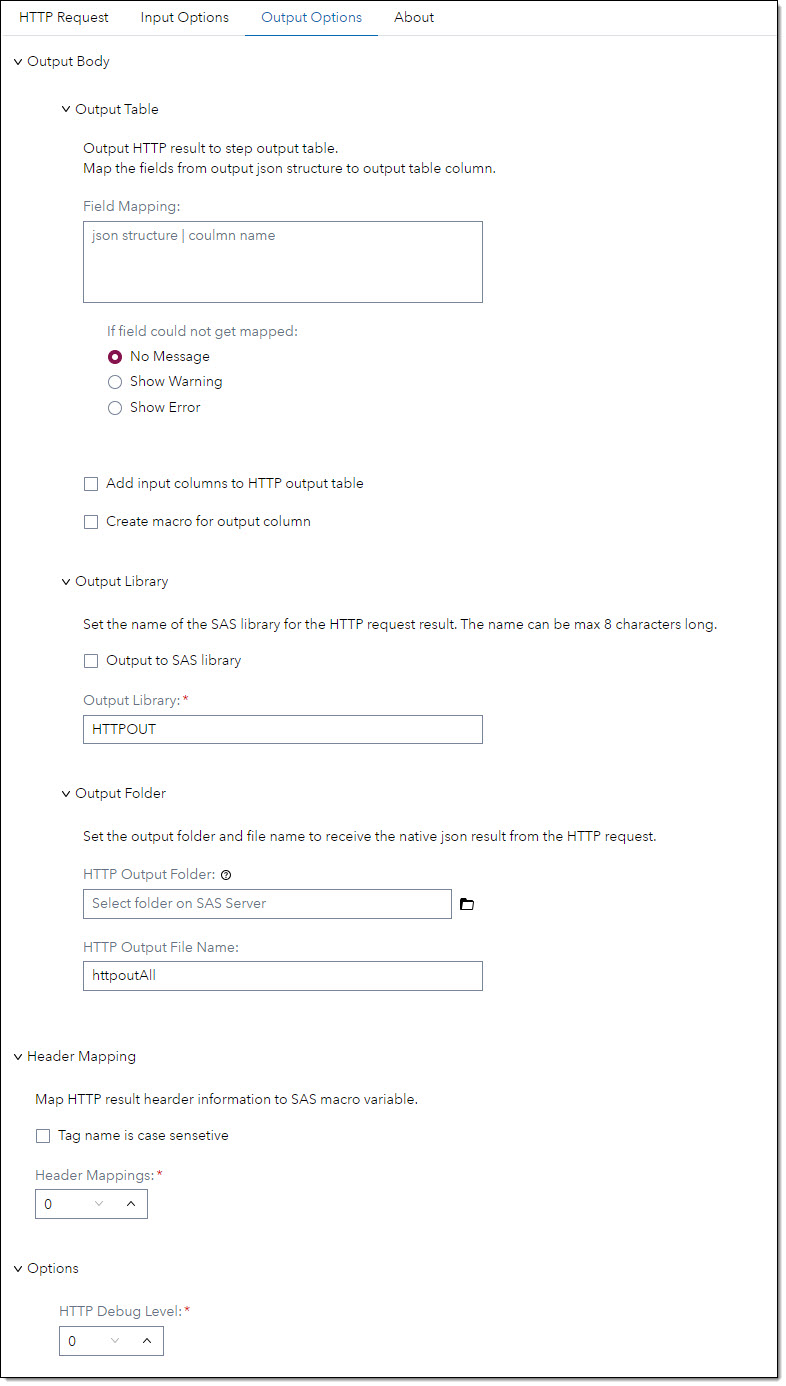 HTTP Request Input Options Output Options About
Output Body
Output Table
Output HTTP result to step output table.
Map the fields from output json structure to output table column.
Field Mapping:
json structure | coulmn name
If field could not get mapped:
No Message
Show Warning
Show Error
Add input columns to HTTP output table
Create macro for output column
Output Library
Set the name of the SAS library for the HTTP request result. The name can be max 8 characters long.
Output to SAS library
Output Library:*
HTTPOUT
Output Folder
Set the output folder and file name to receive the native json result from the HTTP request.
HTTP Output Folder: ?
Select folder on SAS Server
HTTP Output File Name:
httpoutAll
Header Mapping
Map HTTP result hearder information to SAS macro variable.
Tag name is case sensetive
Header Mappings:*
0
Options
HTTP Debug Level:*
0